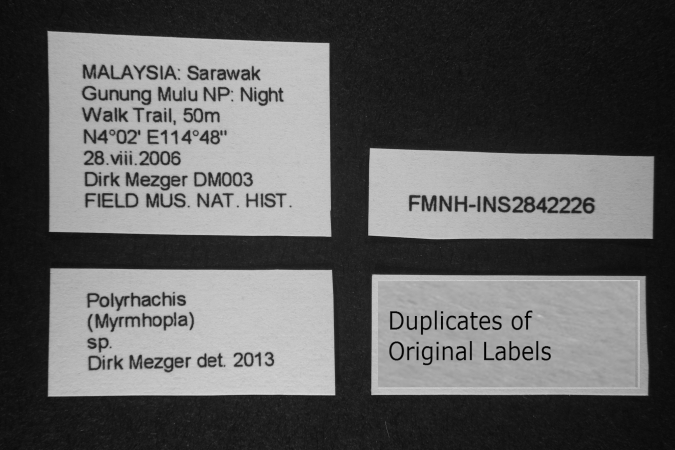 MALAYSIA: Sarawak
Gunung Mulu NP: Night
Walk Trail, 50m
N4°02' E114°48"
28.viii.2006
Dirk Mezger DM003
FIELD MUS. NAT. HIST.
FMNH-INS2842226
Polyrhachis
(Myrmhopla)
sp.
Dirk Mezger det. 2013
Duplicates of
Original Labels